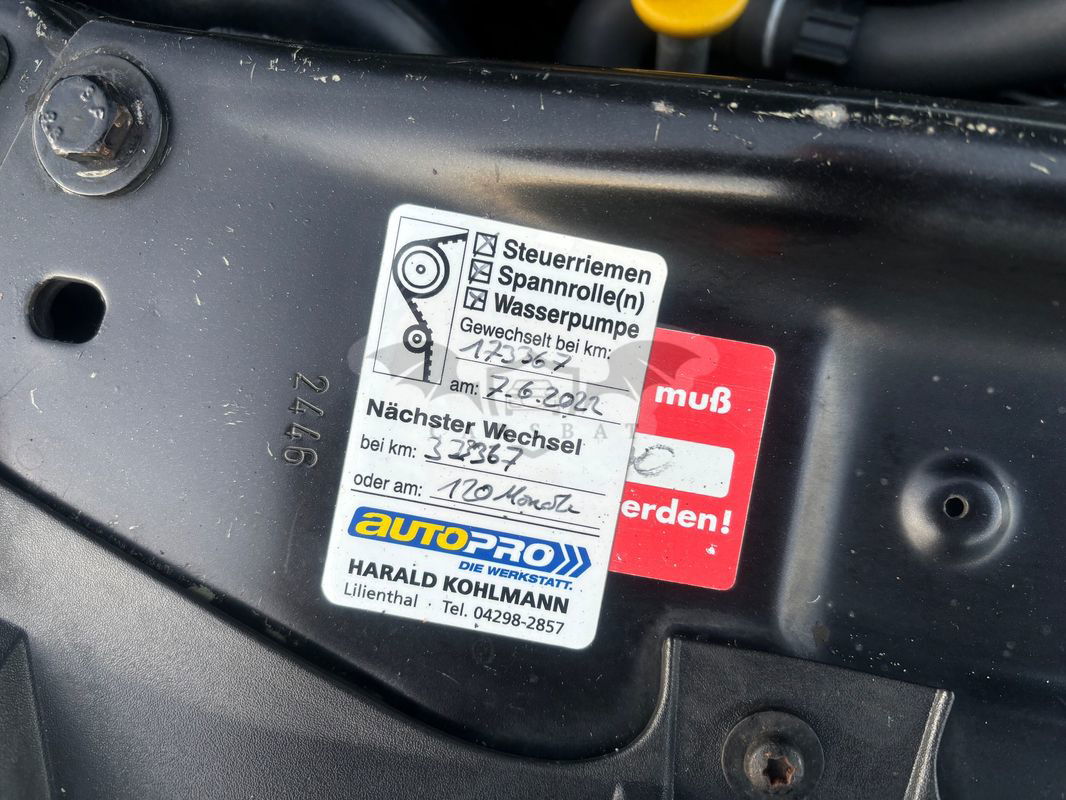 Steuerriemen
Spannrolle(n)
Wasserpumpe
Gewechselt bei km:
173367
am: 7.6.2022
Nächster Wechsel
bei km:
oder am: 120 Monate
AUTOPRO
DIE WERKSTATT.
HARALD KOHLMANN
Lilienthal · Tel. 04298-2857
muß
erden!
2446